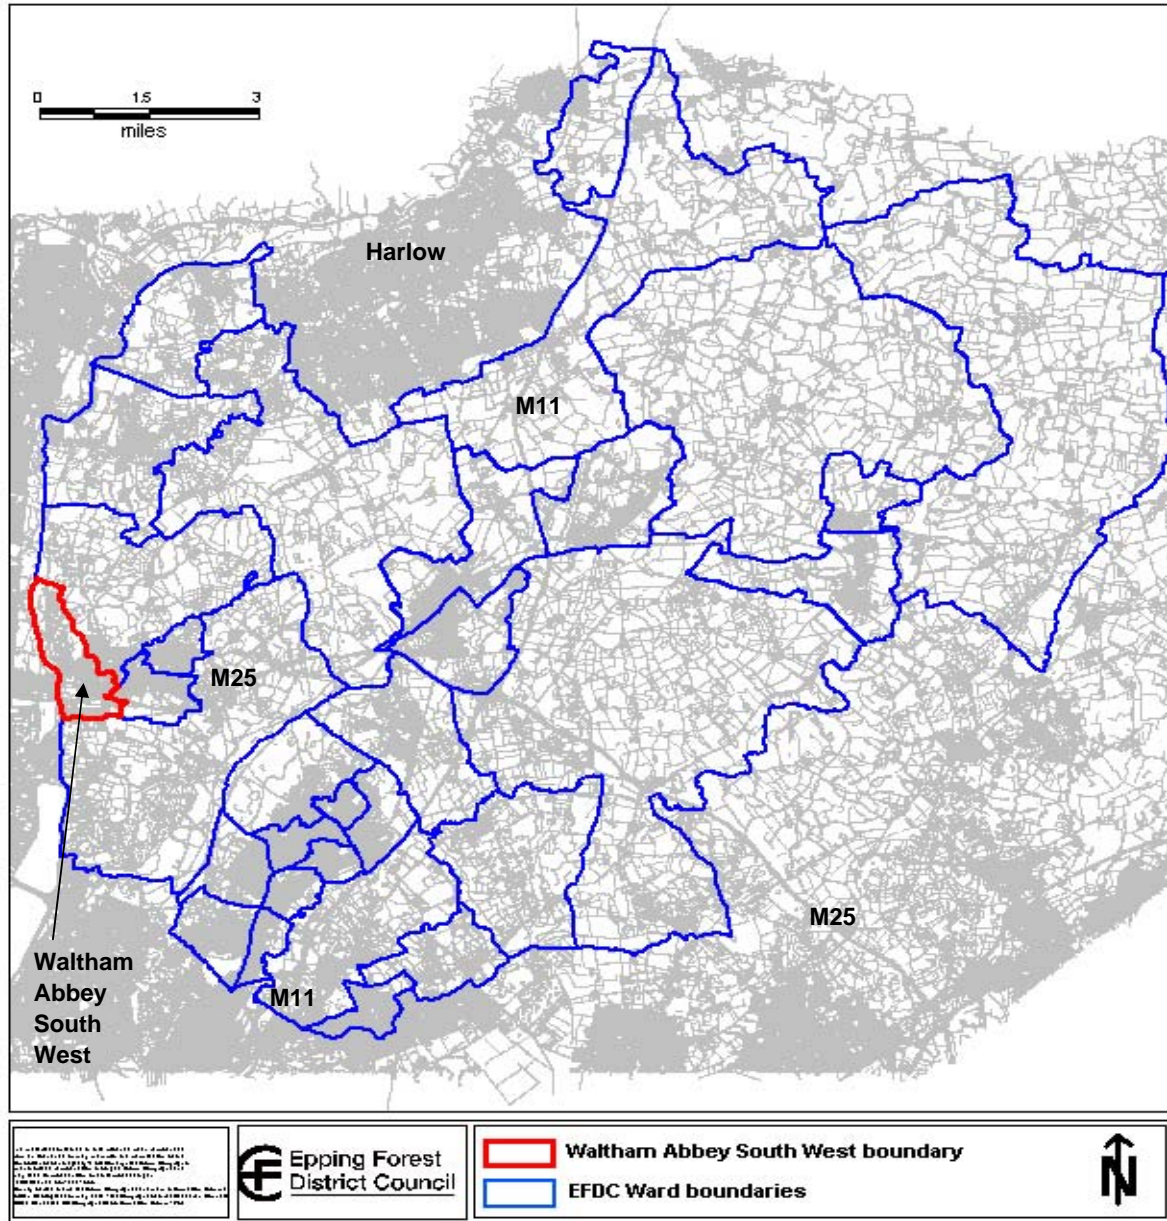 0 1.5 3
miles
Harlow
M11
M25
M25
Waltham
Abbey
South
West
M11
Epping Forest
District Council
Waltham Abbey South West boundary
EFDC Ward boundaries
N